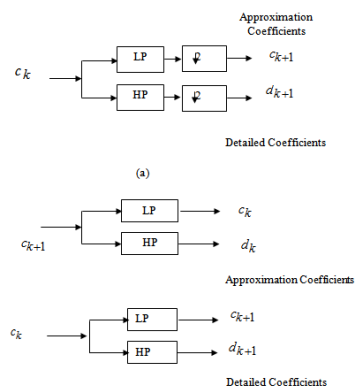 Approximation
Coefficients
c_k
LP
↓2
c_{k+1}
HP
↓2
d_{k+1}
Detailed Coefficients
(a)
LP
c_k
c_{k+1}
HP
d_k
Approximation Coefficients
c_k
LP
c_{k+1}
HP
d_{k+1}
Detailed Coefficients